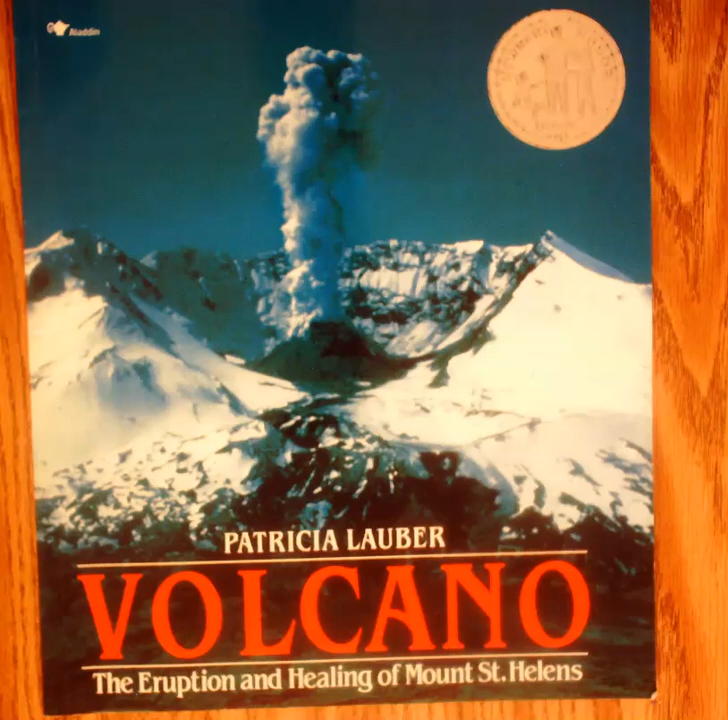 Aladdin
PATRICIA LAUBER
VOLCANO
The Eruption and Healing of Mount St. Helens